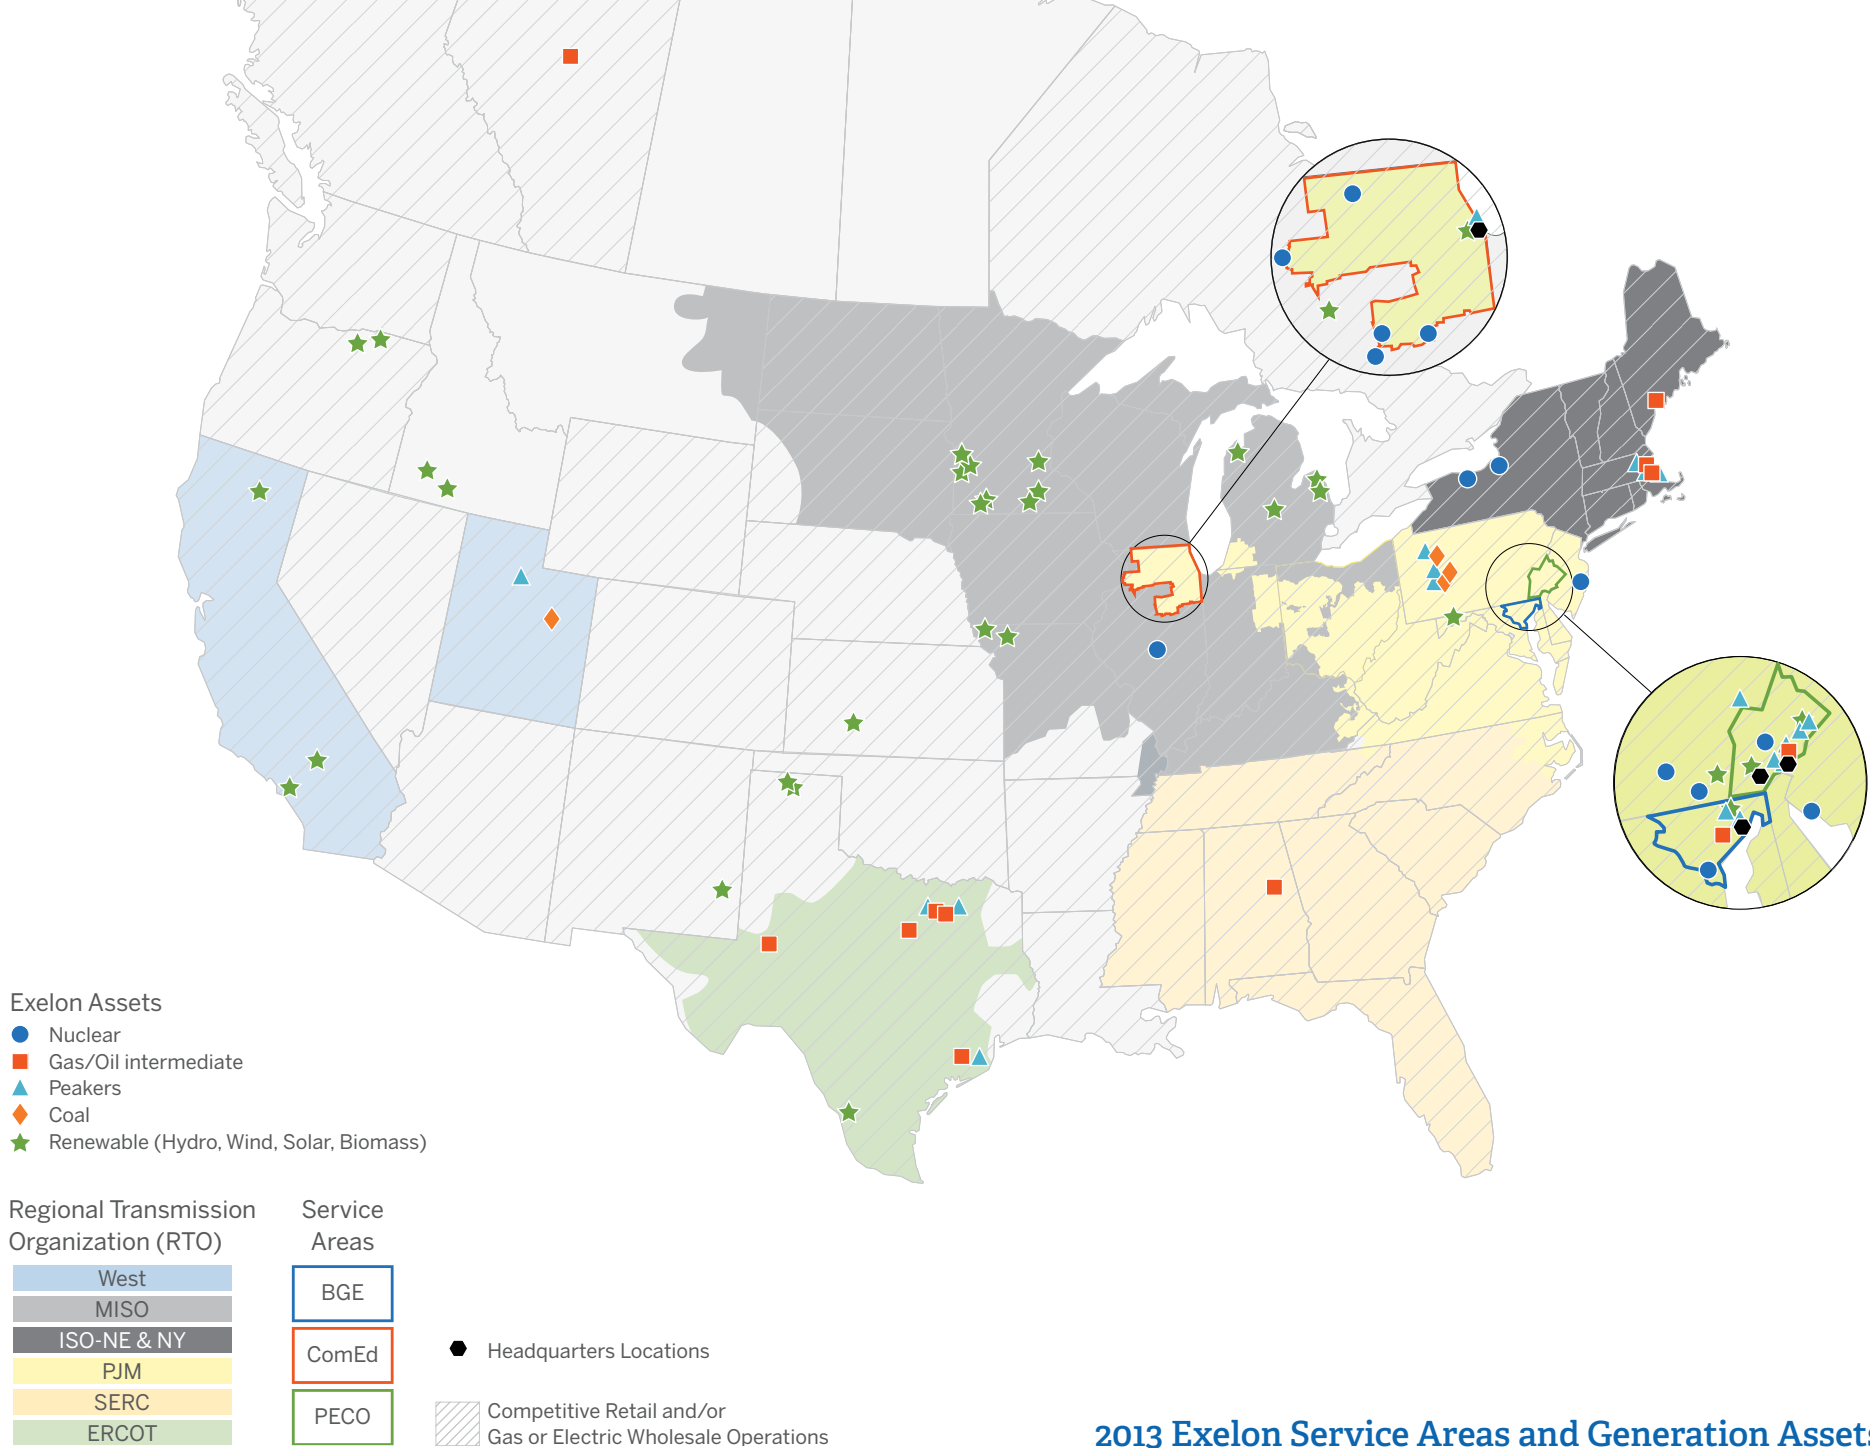 Exelon Assets
Nuclear
Gas/Oil intermediate
Peakers
Coal
Renewable (Hydro, Wind, Solar, Biomass)
Regional Transmission
Organization (RTO)
West
MISO
ISO-NE & NY
PJM
SERC
ERCOT
Service
Areas
BGE
ComEd
PECO
Headquarters Locations
Competitive Retail and/or
Gas or Electric Wholesale Operations
2013 Exelon Service Areas and Generation Asset